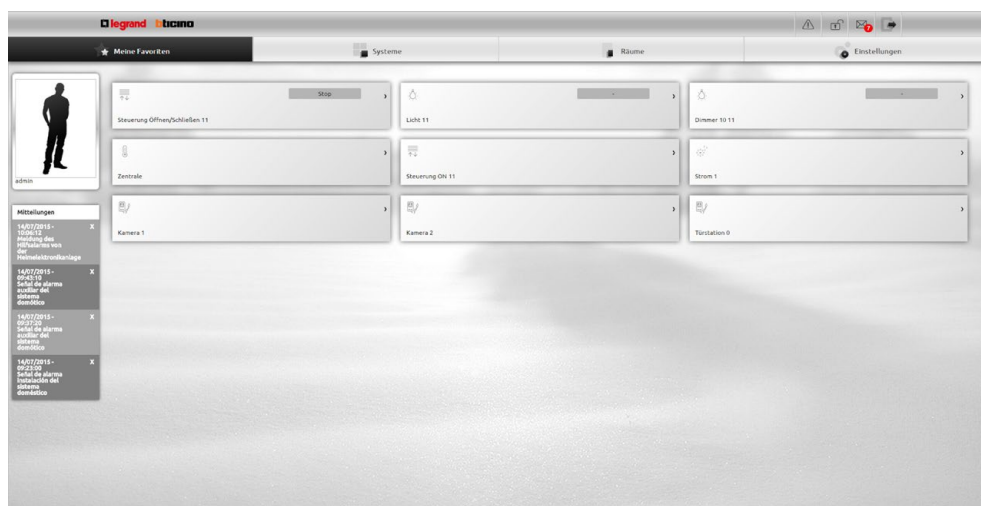 legrand bticino
7
Meine Favoriten
Systeme
Räume
Einstellungen
admin
Stop
Steuerung Öffnen/Schließen 11
-
Licht 11
-
Dimmer 10 11
Zentrale
Steuerung ON 11
Strom 1
Kamera 1
Kamera 2
Türstation 0
Mitteilungen
14/07/2015 - X
10:06:12
Meldung des
Hilfsalarms von
der
Heimelektronikanlage
14/07/2015 - X
09:43:10
Señal de alarma
auxiliar del
sistema
domótico
14/07/2015 - X
09:37:20
Señal de alarma
auxiliar del
sistema
domótico
14/07/2015 - X
09:23:00
Señal de alarma
Instalación del
sistema
doméstico